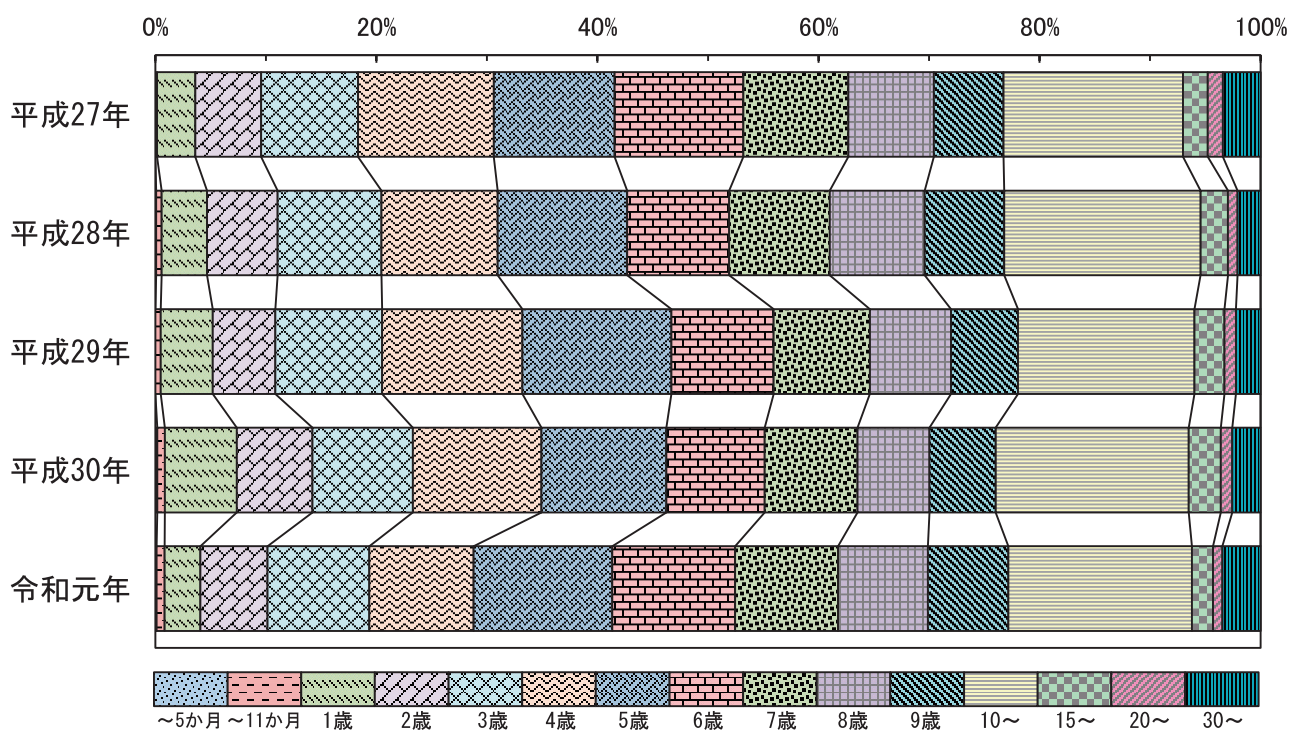 0% 20% 40% 60% 80% 100%
平成27年
平成28年
平成29年
平成30年
令和元年
～5か月 ～11か月 1歳 2歳 3歳 4歳 5歳 6歳 7歳 8歳 9歳 10～ 15～ 20～ 30～